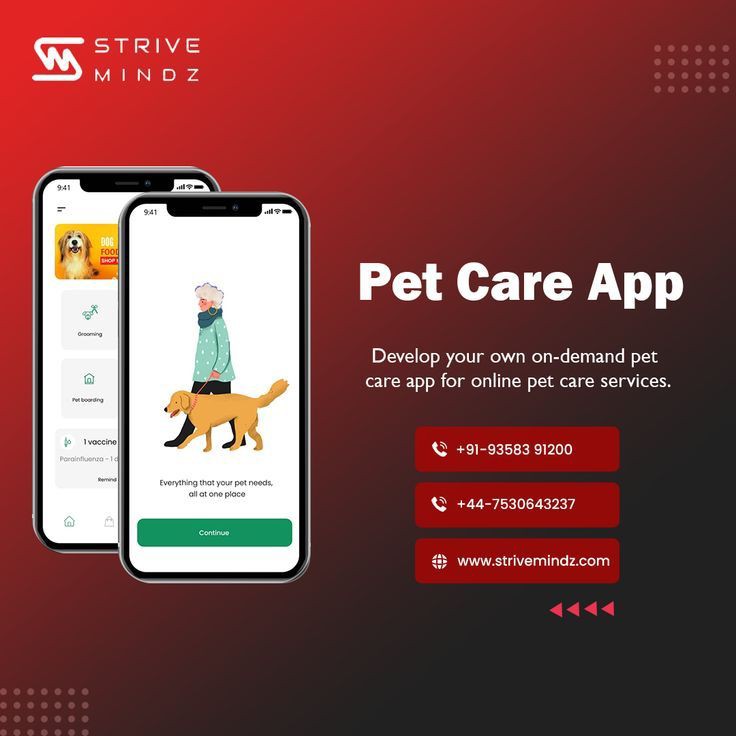 STRIVE
MINDZ
9:41
DOG
FOOD
SHOP
Grooming
Pet boarding
1 vaccine
Parainfluenza – 1 d
Remind
9:41
Everything that your pet needs,
all at one place
Continue
Pet Care App
Develop your own on-demand pet
care app for online pet care services.
+91-93583 91200
+44-7530643237
www.strivemindz.com